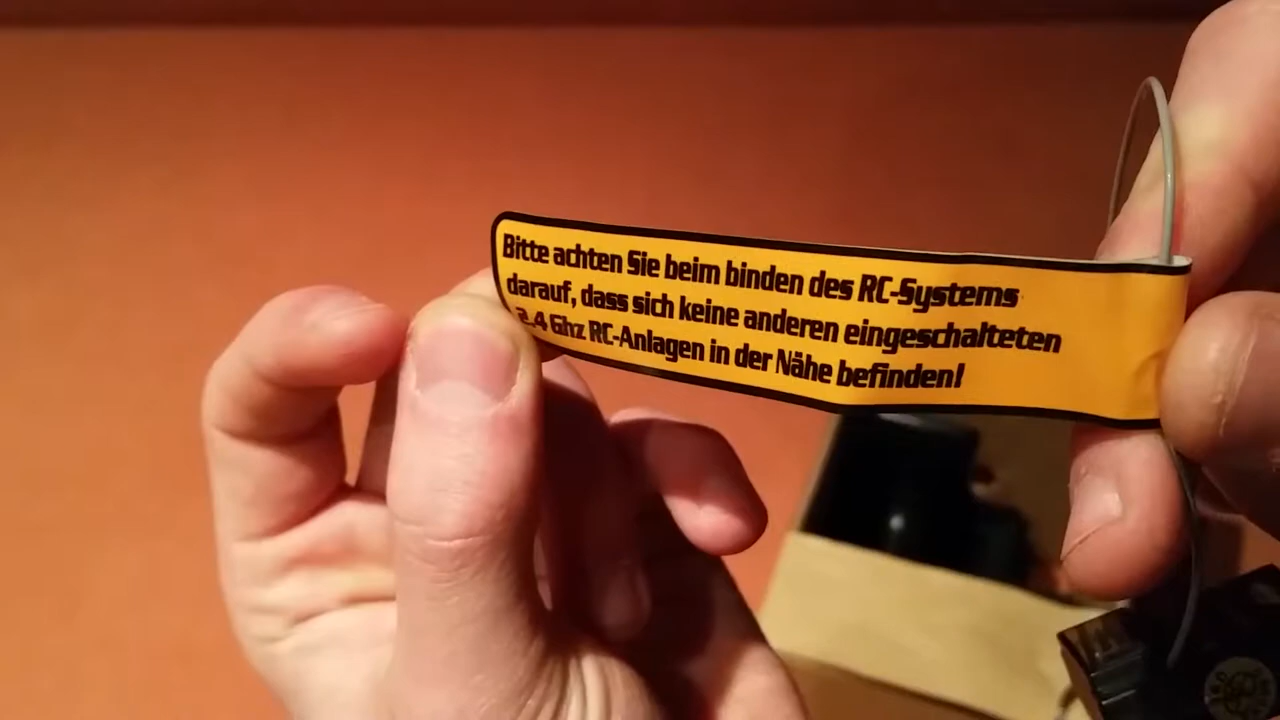 Bitte achten Sie beim binden des RC-Systems
darauf, dass sich keine anderen eingeschalteten
2.4 Ghz RC-Anlagen in der Nähe befinden!